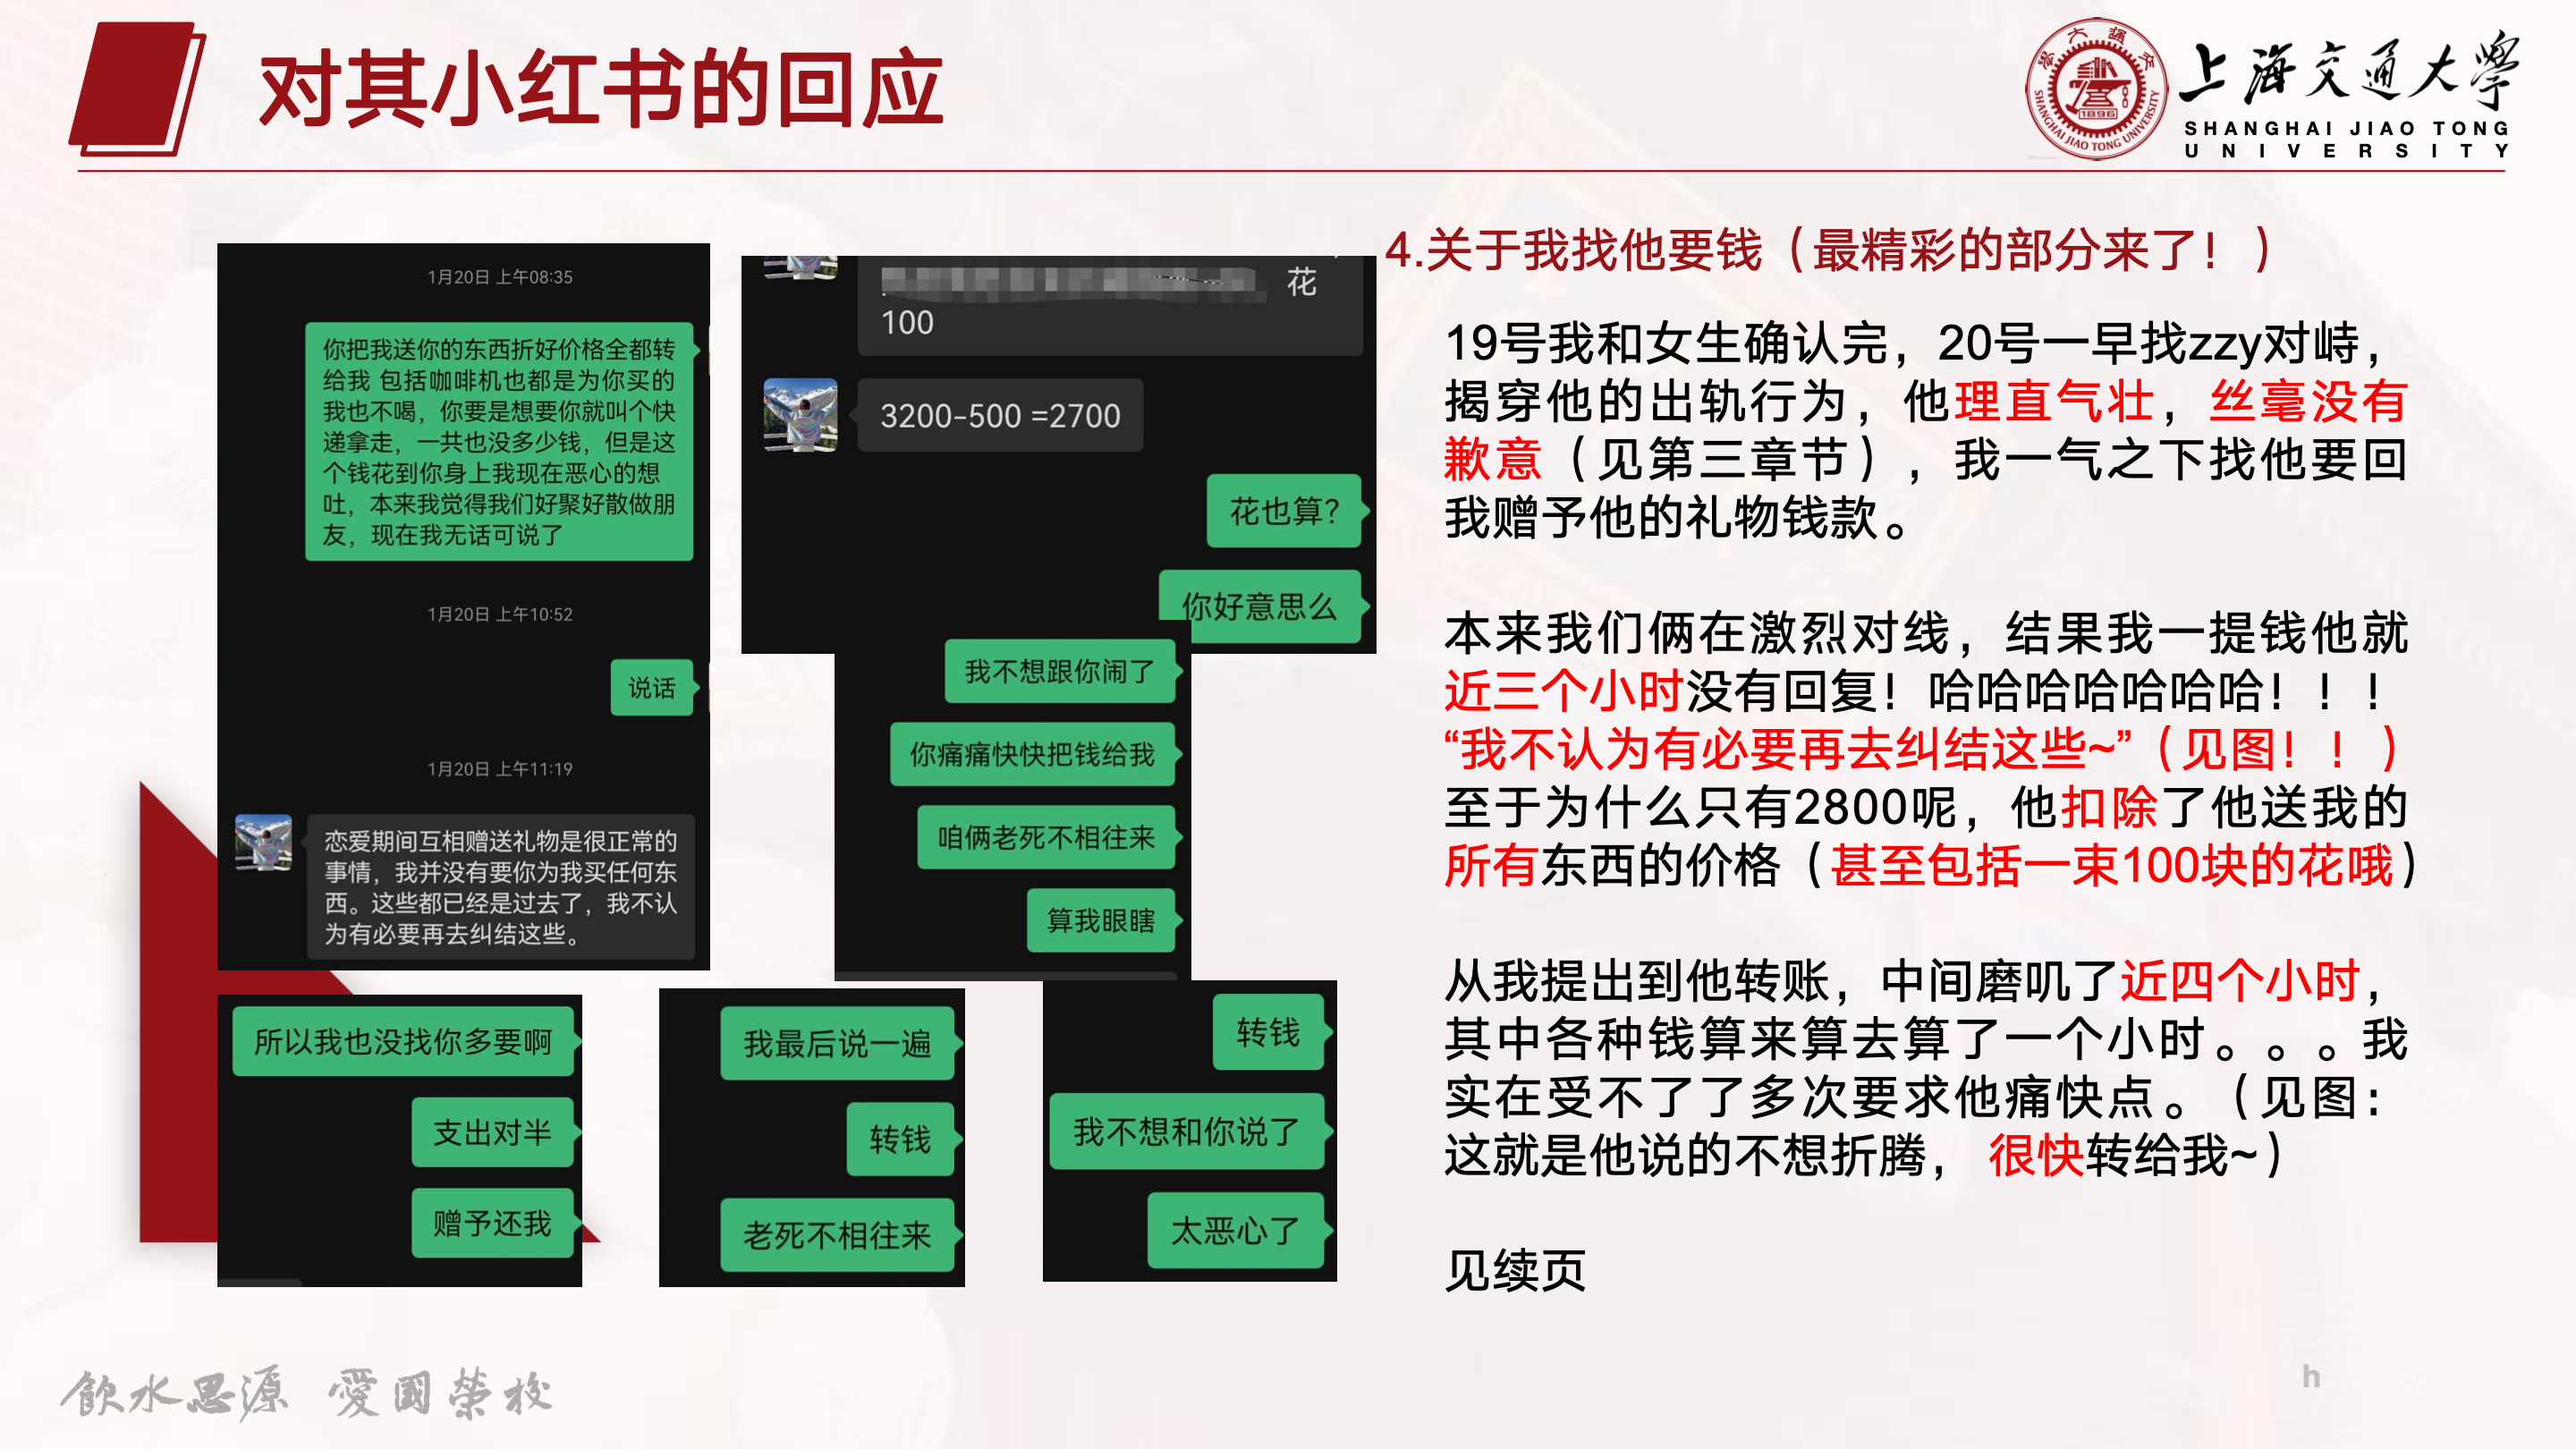 对其小红书的回应
上海交通大学
SHANGHAI JIAO TONG
UNIVERSITY
1896
SHANGHAI JIAO TONG UNIVERSITY
1月20日 上午08:35
你把我送你的东西折好价格全都转
给我 包括咖啡机也都是为你买的
我也不喝，你要是想要你就叫个快
递拿走，一共也没多少钱，但是这
个钱花到你身上我现在恶心的想
吐，本来我觉得我们好聚好散做朋
友，现在我无话可说了
1月20日 上午10:52
说话
1月20日 上午11:19
恋爱期间互相赠送礼物是很正常的
事情，我并没有要你为我买任何东
西。这些都已经是过去了，我不认
为有必要再去纠结这些。
花
100
3200-500 =2700
花也算？
你好意思么
我不想跟你闹了
你痛痛快快把钱给我
咱俩老死不相往来
算我眼瞎
所以我也没找你多要啊
支出对半
赠予还我
我最后说一遍
转钱
老死不相往来
转钱
我不想和你说了
太恶心了
4.关于我找他要钱（最精彩的部分来了！）
19号我和女生确认完，20号一早找zzy对峙，
揭穿他的出轨行为，他理直气壮，丝毫没有
歉意（见第三章节），我一气之下找他要回
我赠予他的礼物钱款。
本来我们俩在激烈对线，结果我一提钱他就
近三个小时没有回复！哈哈哈哈哈哈哈！！！
“我不认为有必要再去纠结这些~”（见图！！）
至于为什么只有2800呢，他扣除了他送我的
所有东西的价格（甚至包括一束100块的花哦）
从我提出到他转账，中间磨叽了近四个小时，
其中各种钱算来算去算了一个小时。。。我
实在受不了了多次要求他痛快点。（见图：
这就是他说的不想折腾， 很快转给我~）
见续页
飲水思源 愛國榮校
h